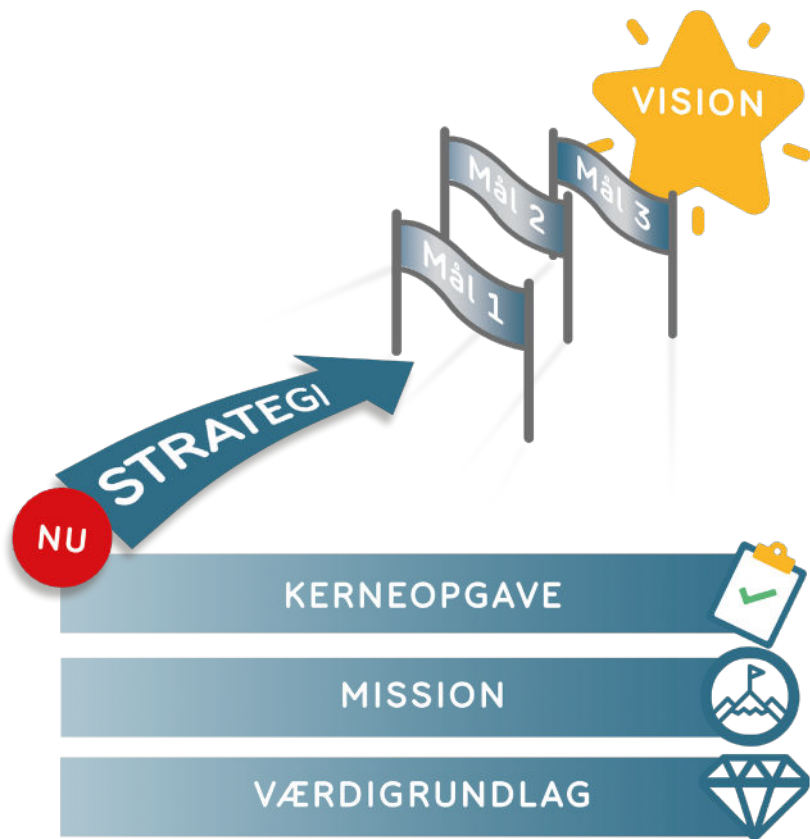 VISION
Mål 3
Mål 2
Mål 1
STRATEGI
NU
KERNEOPGAVE
MISSION
VÆRDIGRUNDLAG